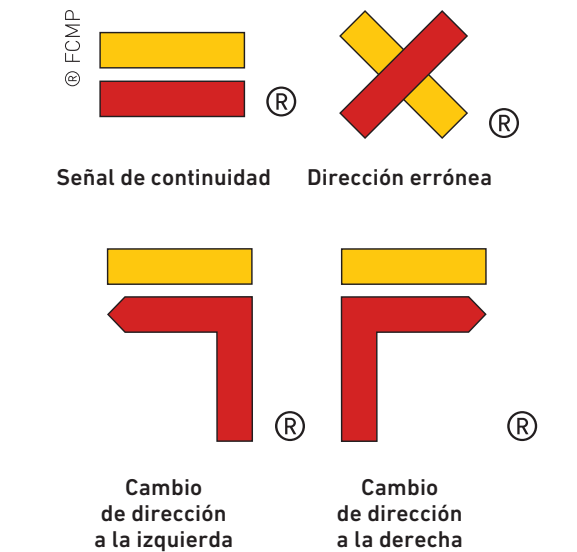 ® FCMP
® ®
Señal de continuidad Dirección errónea
® ®
Cambio
de dirección
a la izquierda
Cambio
de dirección
a la derecha